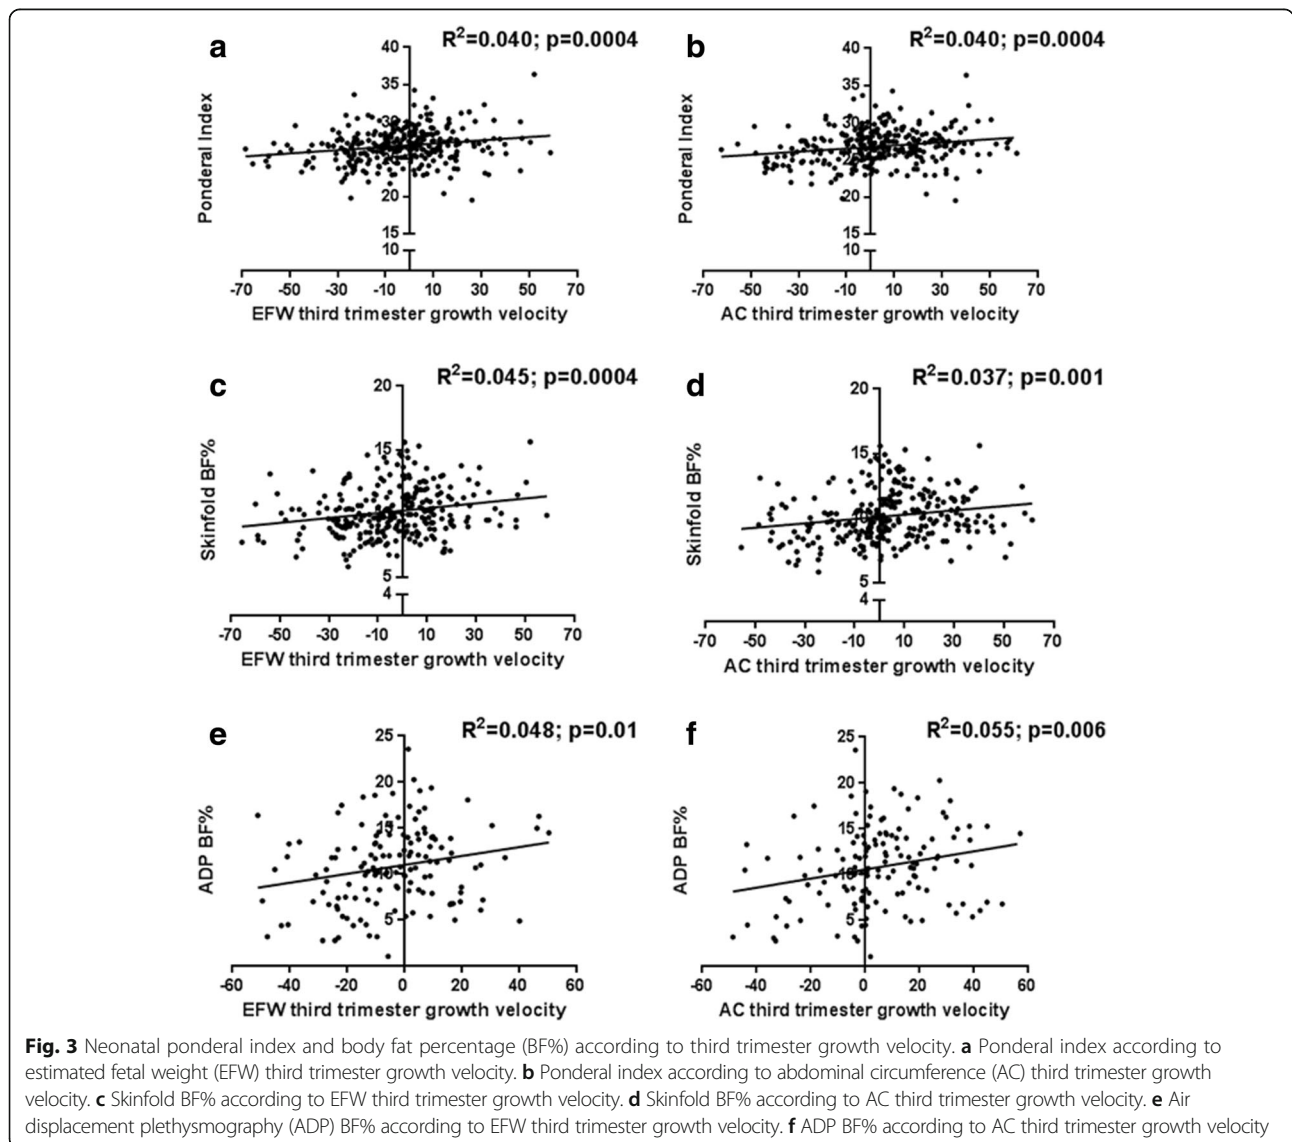 a
R²=0.040; p=0.0004
40
35
30
25
20
15
10
Ponderal Index
-70 -50 -30 -10 10 30 50 70
EFW third trimester growth velocity
b
R²=0.040; p=0.0004
40
35
30
25
20
15
10
Ponderal Index
-70 -50 -30 -10 10 30 50 70
AC third trimester growth velocity
c
R²=0.045; p=0.0004
20
15
10
5
4
Skinfold BF%
-70 -50 -30 -10 10 30 50 70
EFW third trimester growth velocity
d
R²=0.037; p=0.001
20
15
10
5
4
Skinfold BF%
-70 -50 -30 -10 10 30 50 70
AC third trimester growth velocity
e
R²=0.048; p=0.01
25
20
15
10
5
ADP BF%
-60 -40 -20 0 20 40 60
EFW third trimester growth velocity
f
R²=0.055; p=0.006
25
20
15
10
5
ADP BF%
-60 -40 -20 0 20 40 60
AC third trimester growth velocity
Fig. 3 Neonatal ponderal index and body fat percentage (BF%) according to third trimester growth velocity. a Ponderal index according to
estimated fetal weight (EFW) third trimester growth velocity. b Ponderal index according to abdominal circumference (AC) third trimester growth
velocity. c Skinfold BF% according to EFW third trimester growth velocity. d Skinfold BF% according to AC third trimester growth velocity. e Air
displacement plethysmography (ADP) BF% according to EFW third trimester growth velocity. f ADP BF% according to AC third trimester growth velocity